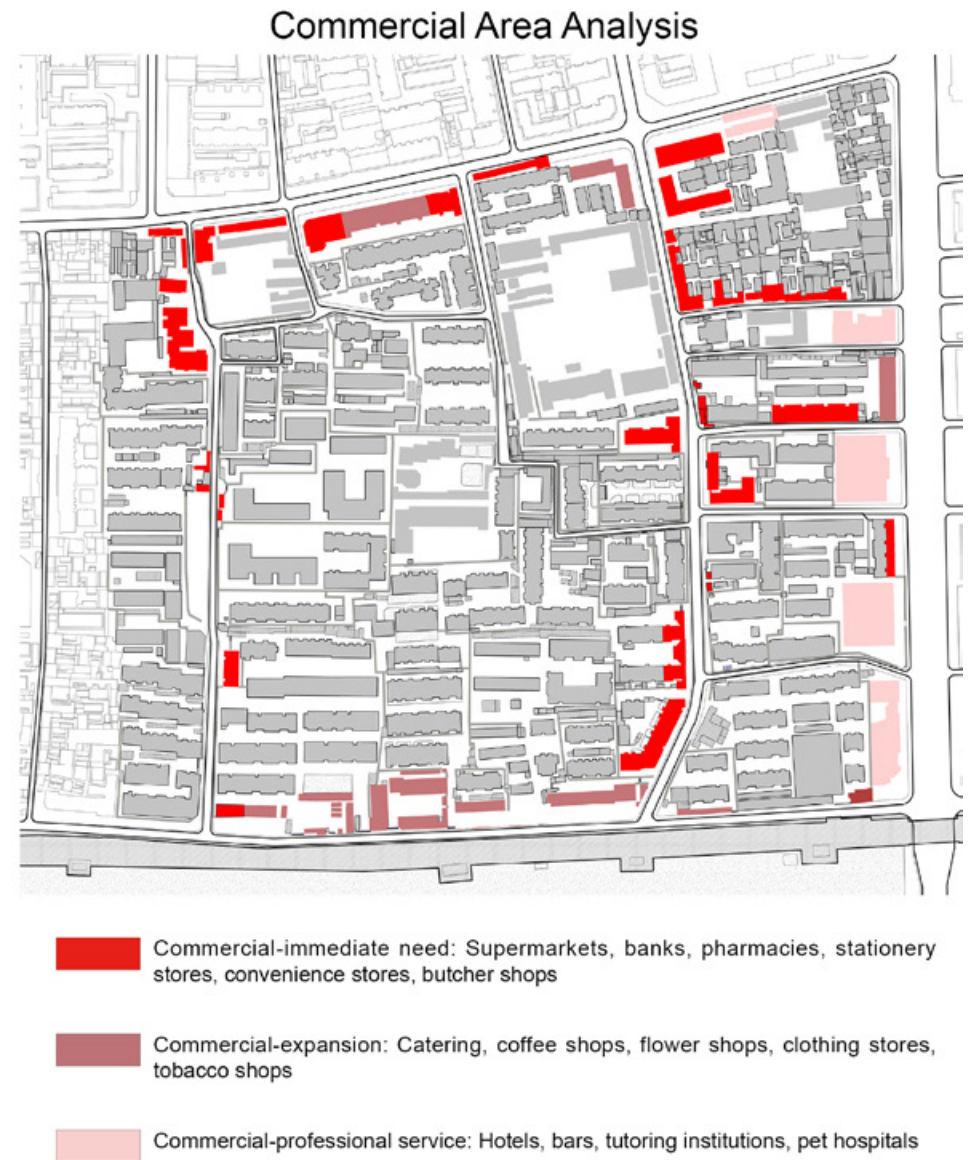 Commercial Area Analysis
Commercial-immediate need: Supermarkets, banks, pharmacies, stationery
stores, convenience stores, butcher shops
Commercial-expansion: Catering, coffee shops, flower shops, clothing stores,
tobacco shops
Commercial-professional service: Hotels, bars, tutoring institutions, pet hospitals